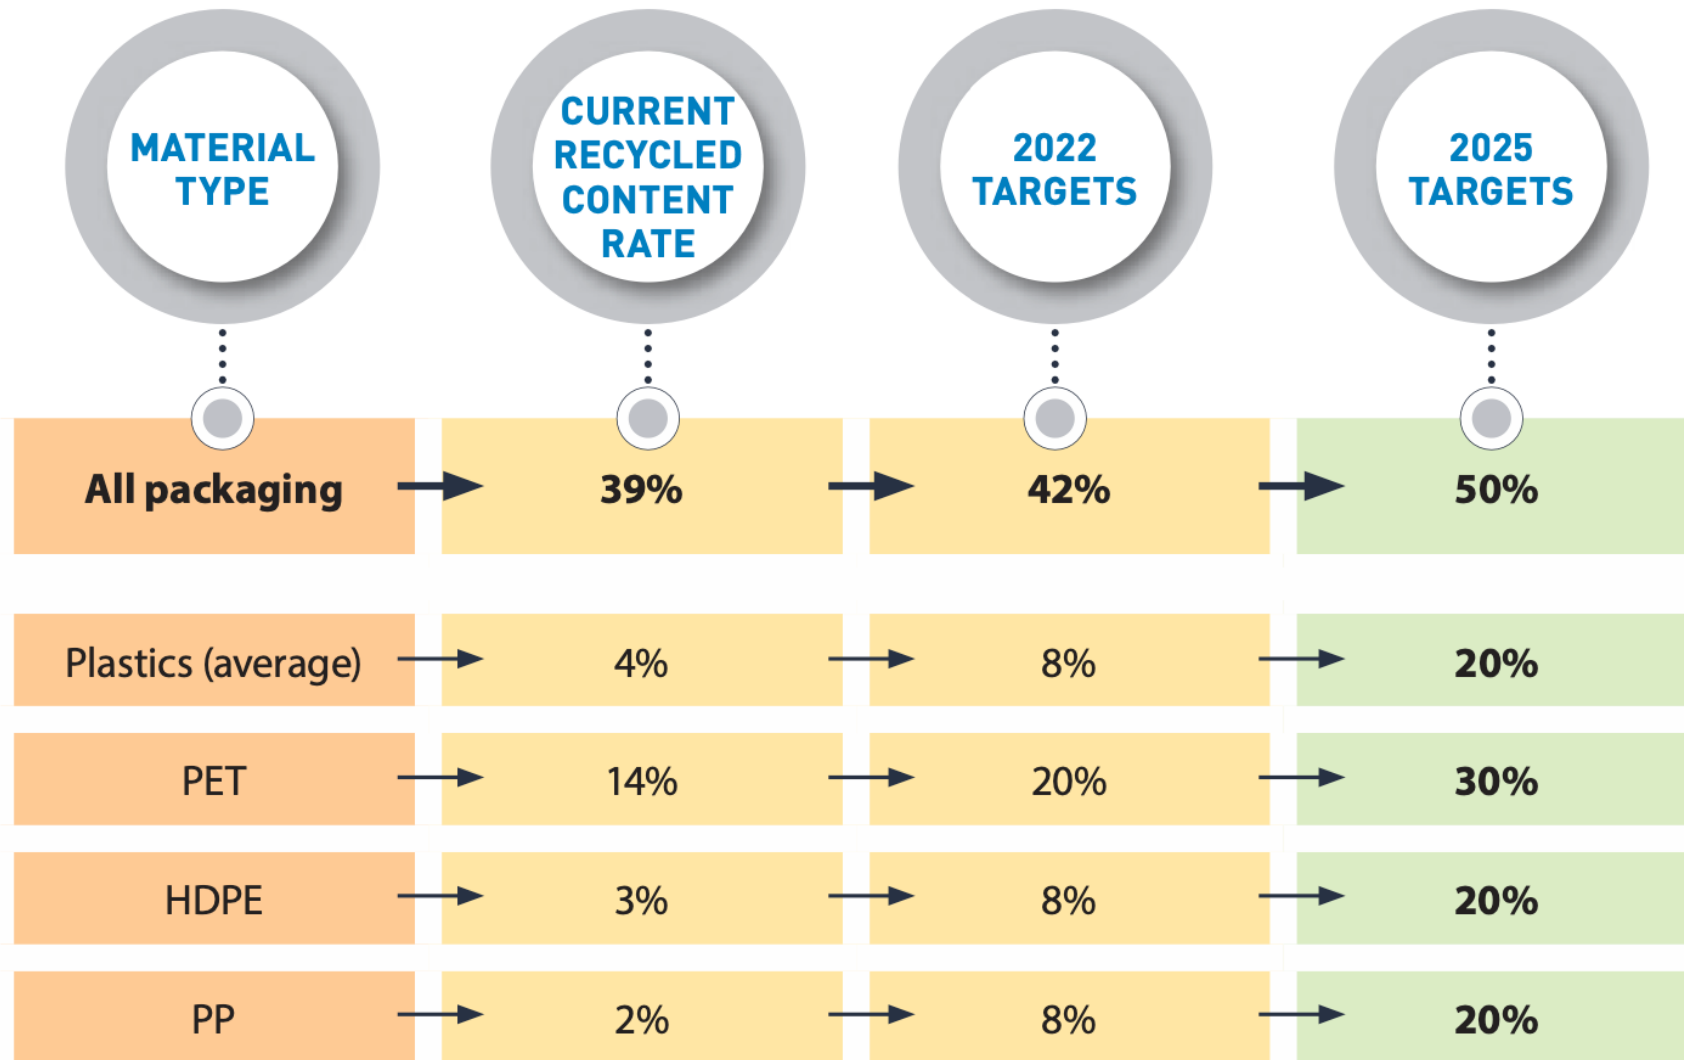 MATERIAL
TYPE
CURRENT
RECYCLED
CONTENT
RATE
2022
TARGETS
2025
TARGETS
All packaging 39% 42% 50%
Plastics (average) 4% 8% 20%
PET 14% 20% 30%
HDPE 3% 8% 20%
PP 2% 8% 20%